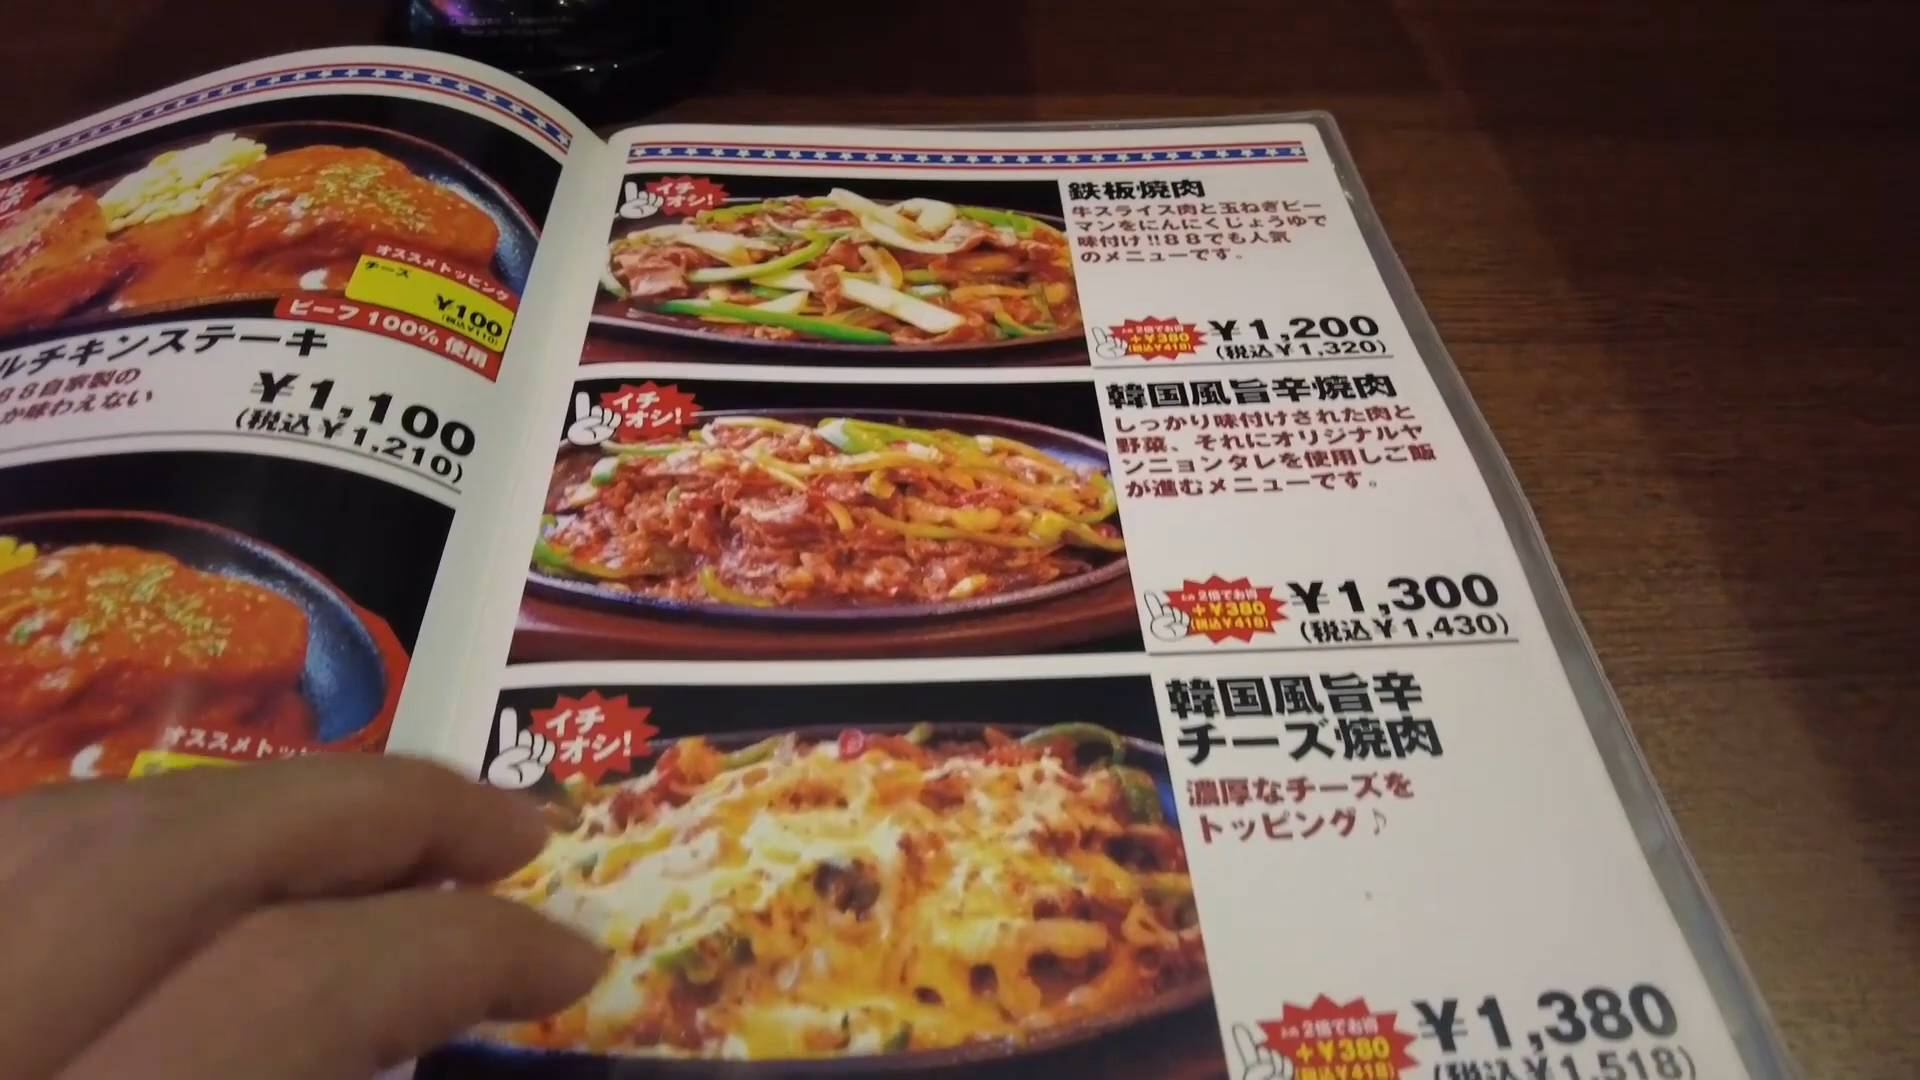 オススメトッピング
チーズ
¥100
(税込¥110)
ビーフ100%使用
ルチキンステーキ
88自家製の
か味わえない
¥1,100
(税込¥1,210)
イチ
オシ!
鉄板焼肉
牛スライス肉と玉ねぎピー
マンをにんにくじょうゆで
味付け!!88でも人気
のメニューです。
2倍でお得
+¥380
(税込¥418)
¥1,200
(税込¥1,320)
イチ
オシ!
韓国風旨辛焼肉
しっかり味付けされた肉と
野菜、それにオリジナルヤ
ンニョンタレを使用しご飯
が進むメニューです。
2倍でお得
+¥380
(税込¥418)
¥1,300
(税込¥1,430)
イチ
オシ!
韓国風旨辛
チーズ焼肉
濃厚なチーズを
トッピング♪
2倍でお得
+¥380
(税込¥418)
¥1,380
(税込¥1,518)